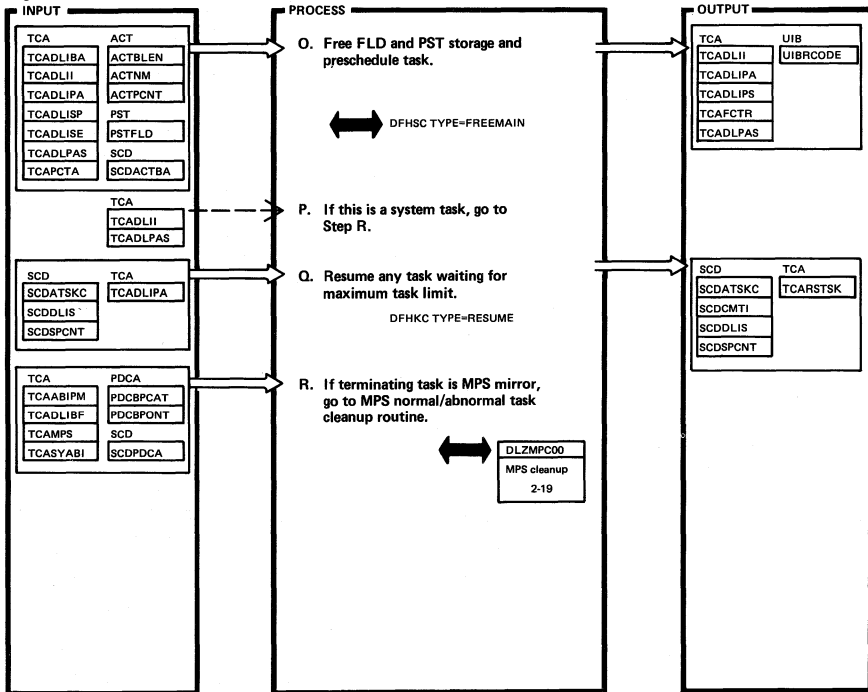 INPUT
PROCESS
OUTPUT
TCA ACT
TCADLIBA ACTBLEN
TCADLII ACTNM
TCADLIPA ACTPCNT
TCADLISP PST
TCADLISE PSTFLD
TCADLPAS SCD
TCAPCTA SCDACTBA
O. Free FLD and PST storage and
preschedule task.
DFHSC TYPE=FREEMAIN
TCA UIB
TCADLII UIBRCODE
TCADLIPA
TCADLIPS
TCAFCTR
TCADLPAS
TCA
TCADLII
TCADLPAS
P. If this is a system task, go to
Step R.
SCD TCA
SCDATSKC TCADLIPA
SCDDLIS
SCDSPCNT
Q. Resume any task waiting for
maximum task limit.
DFHKC TYPE=RESUME
SCD TCA
SCDATSKC TCARSTSK
SCDCMTI
SCDDLIS
SCDSPCNT
TCA PDCA
TCAABIPM PDCBPCAT
TCADLIBF PDCBPONT
TCAMPS SCD
TCASYABI SCDPDCA
R. If terminating task is MPS mirror,
go to MPS normal/abnormal task
cleanup routine.
DLZMPC00
MPS cleanup
2-19